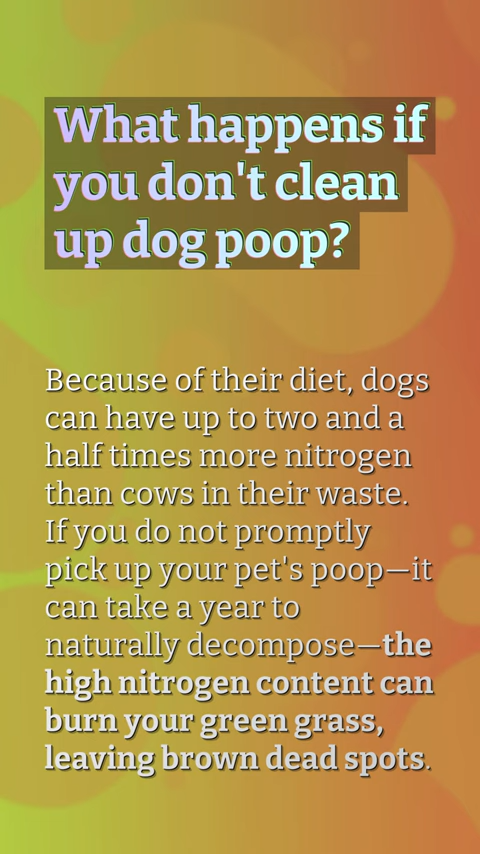 What happens if
you don't clean
up dog poop?
Because of their diet, dogs
can have up to two and a
half times more nitrogen
than cows in their waste.
If you do not promptly
pick up your pet's poop—it
can take a year to
naturally decompose—the
high nitrogen content can
burn your green grass,
leaving brown dead spots.